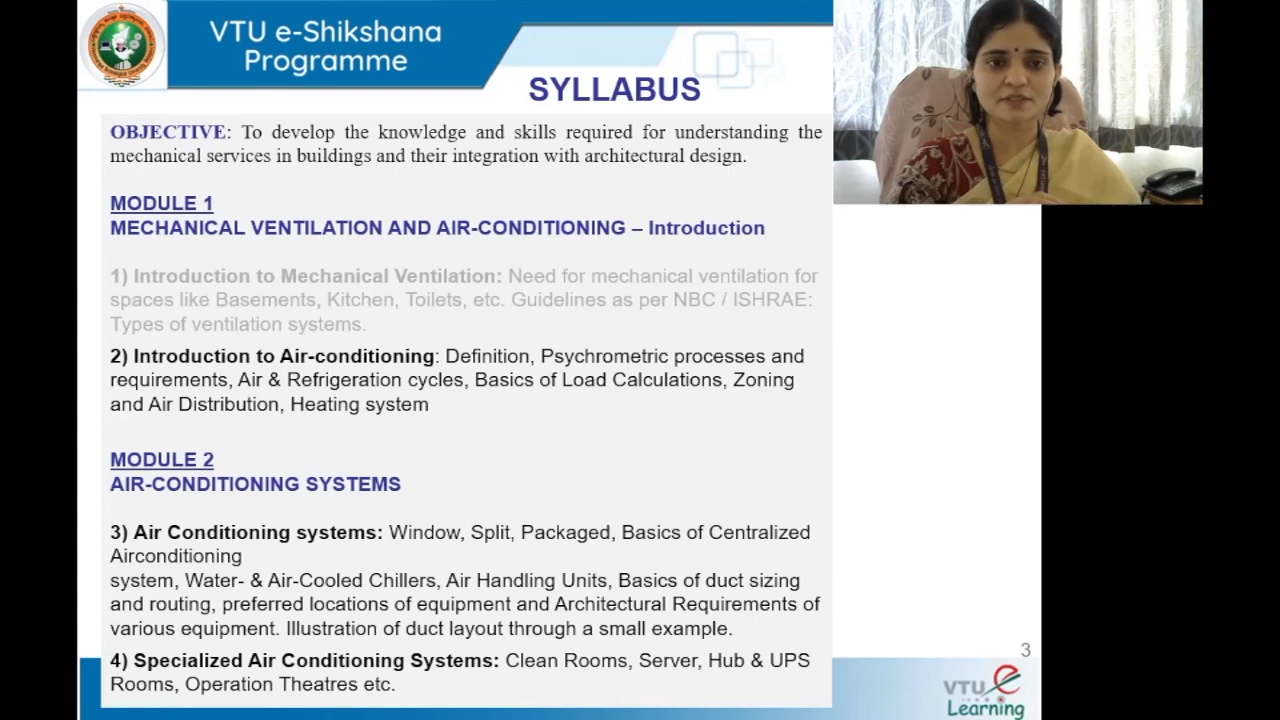 VTU e-Shikshana
Programme
SYLLABUS
OBJECTIVE: To develop the knowledge and skills required for understanding the
mechanical services in buildings and their integration with architectural design.
MODULE 1
MECHANICAL VENTILATION AND AIR-CONDITIONING – Introduction
1) Introduction to Mechanical Ventilation: Need for mechanical ventilation for
spaces like Basements, Kitchen, Toilets, etc. Guidelines as per NBC / ISHRAE:
Types of ventilation systems.
2) Introduction to Air-conditioning: Definition, Psychrometric processes and
requirements, Air & Refrigeration cycles, Basics of Load Calculations, Zoning
and Air Distribution, Heating system
MODULE 2
AIR-CONDITIONING SYSTEMS
3) Air Conditioning systems: Window, Split, Packaged, Basics of Centralized
Airconditioning
system, Water- & Air-Cooled Chillers, Air Handling Units, Basics of duct sizing
and routing, preferred locations of equipment and Architectural Requirements of
various equipment. Illustration of duct layout through a small example.
4) Specialized Air Conditioning Systems: Clean Rooms, Server, Hub & UPS
Rooms, Operation Theatres etc.
3
VTU e
Learning